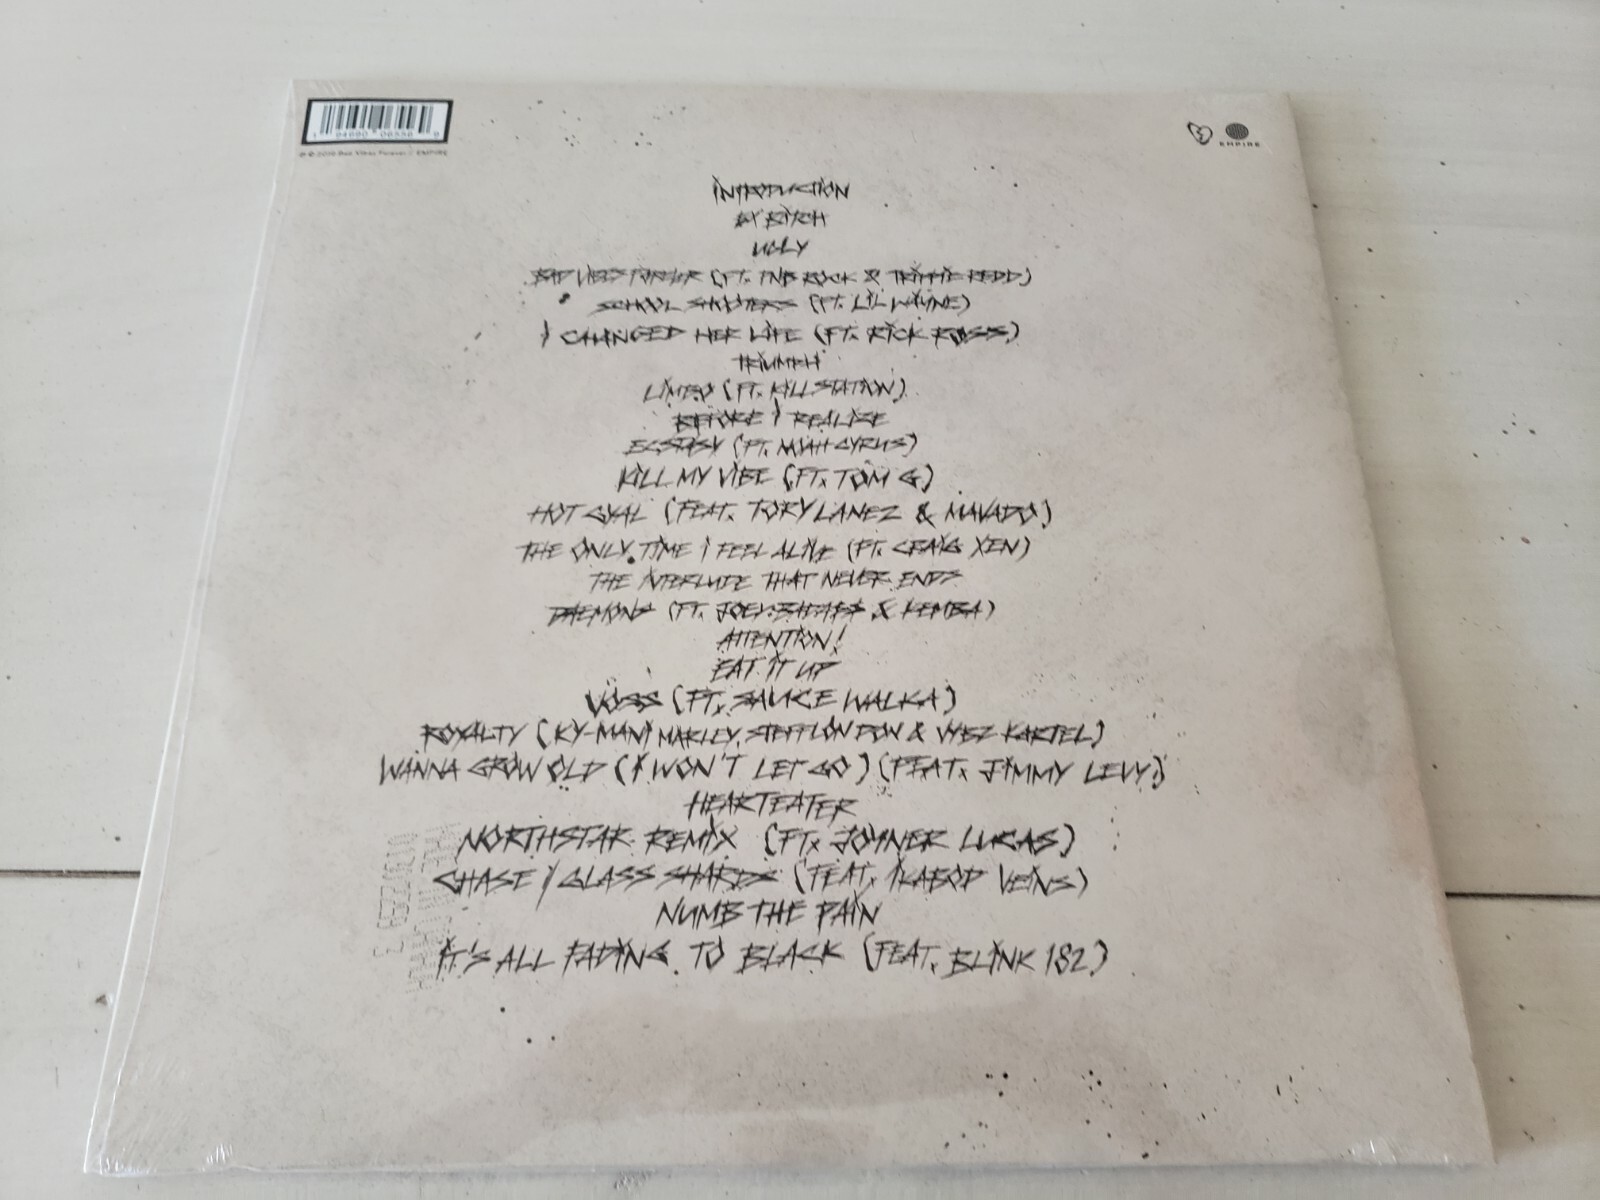 EMPIRE
INTRODUCTION
EX BITCH
UGLY
BAD VIBES FOREVER (FT. PNB ROCK & TRIPPIE REDD)
SCHOOL SHOOTERS (FT. LIL WAYNE)
I CHANGED HER LIFE (FT. RICK ROSS)
TRIUMPH
LIMBO (FT. KILLSTATION)
BEFORE I REALIZE
ECSTASY (FT. NOAH CYRUS)
KILL MY VIBE (FT. TOM G)
HOT GYAL (FEAT. TORY LANEZ & MAVADO)
THE ONLY TIME I FEEL ALIVE (FT. CRAIG XEN)
THE INTERLUDE THAT NEVER ENDS
DAEMONS (FT. JOEY BADA$$ & KEMBA)
ATTENTION!
EAT IT UP
VOSS (FT. SAUCE WALKA)
ROYALTY (KY-MANI MARLEY, STEFFLON DON & VYBZ KARTEL)
WANNA GROW OLD (I WON'T LET GO) (FEAT. JIMMY LEVY)
HEARTEATER
NORTHSTAR REMIX (FT. JOYNER LUCAS)
CHASE / GLASS SHARDS (FEAT. IKABOD VEINS)
NUMB THE PAIN
IT'S ALL FADING TO BLACK (FEAT. BLINK 182)